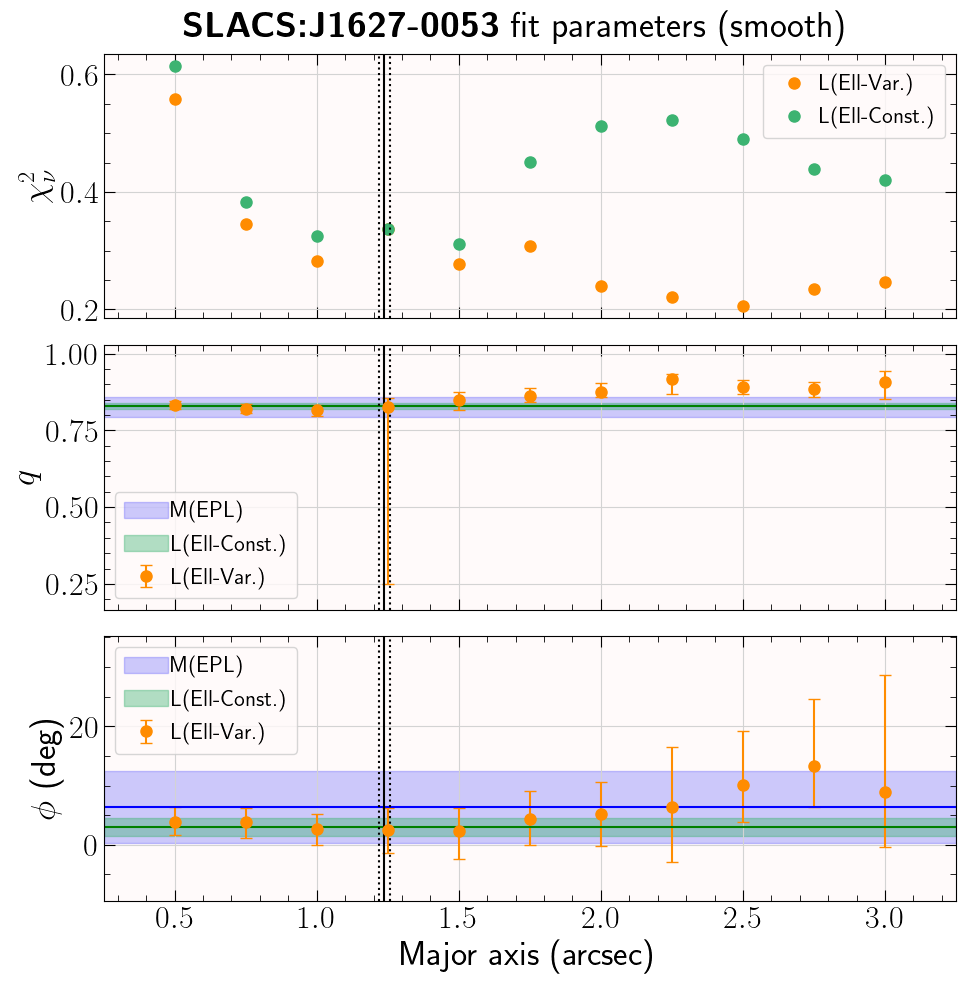 SLACS:J1627-0053 fit parameters (smooth)
χ²ᵥ
0.6
0.4
0.2
L(Ell-Var.)
L(Ell-Const.)
q
1.00
0.75
0.50
0.25
M(EPL)
L(Ell-Const.)
L(Ell-Var.)
ϕ (deg)
20
0
M(EPL)
L(Ell-Const.)
L(Ell-Var.)
0.5 1.0 1.5 2.0 2.5 3.0
Major axis (arcsec)